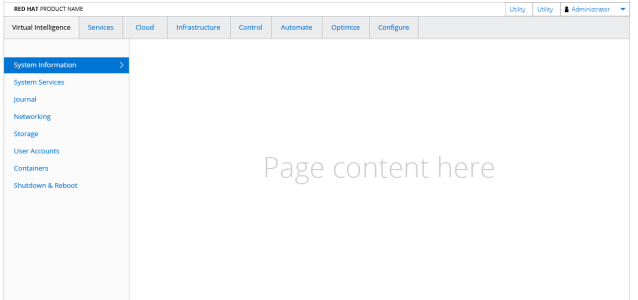 RED HAT PRODUCT NAME Utility Utility Administrator
Virtual Intelligence Services Cloud Infrastructure Control Automate Optimize Configure
System Information
System Services
Journal
Networking
Storage
User Accounts
Containers
Shutdown & Reboot
Page content here